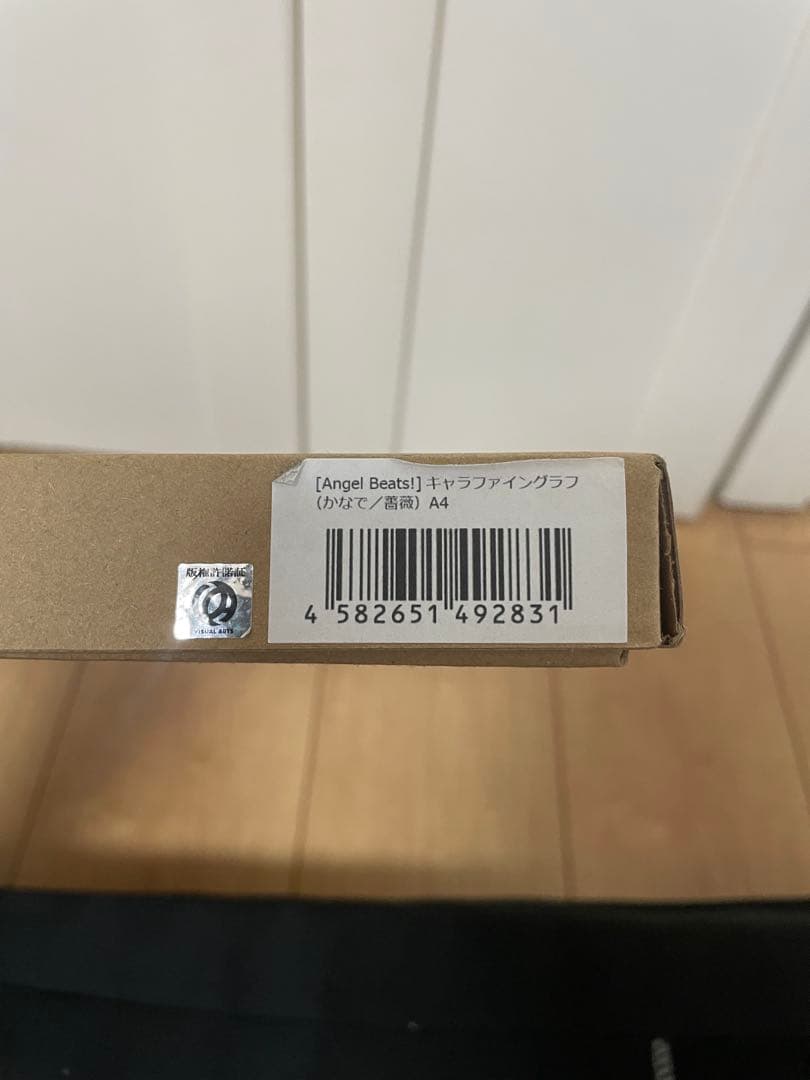 [Angel Beats!] キャラファイングラフ
（かなで／薔薇）A4
4 582651 492831
版権許諾証
VISUAL ARTS